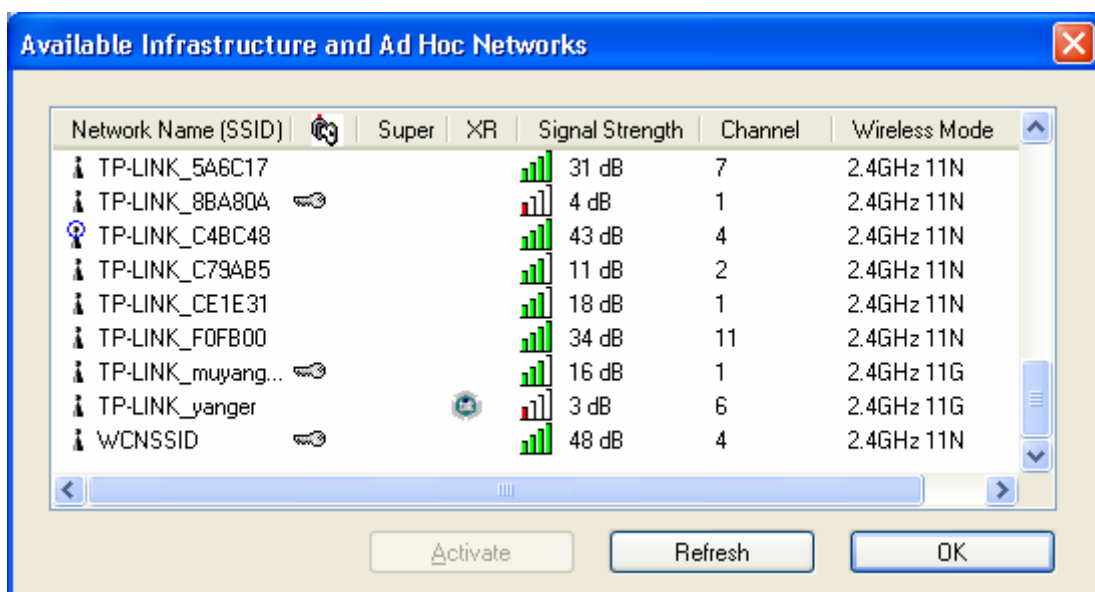 Available Infrastructure and Ad Hoc Networks
Network Name (SSID) Super XR Signal Strength Channel Wireless Mode
TP-LINK_5A6C17 31 dB 7 2.4GHz 11N
TP-LINK_8BA80A 4 dB 1 2.4GHz 11N
TP-LINK_C4BC48 43 dB 4 2.4GHz 11N
TP-LINK_C79AB5 11 dB 2 2.4GHz 11N
TP-LINK_CE1E31 18 dB 1 2.4GHz 11N
TP-LINK_F0FB00 34 dB 11 2.4GHz 11N
TP-LINK_muyang... 16 dB 1 2.4GHz 11G
TP-LINK_yanger 3 dB 6 2.4GHz 11G
WCNSSID 48 dB 4 2.4GHz 11N
Activate Refresh OK